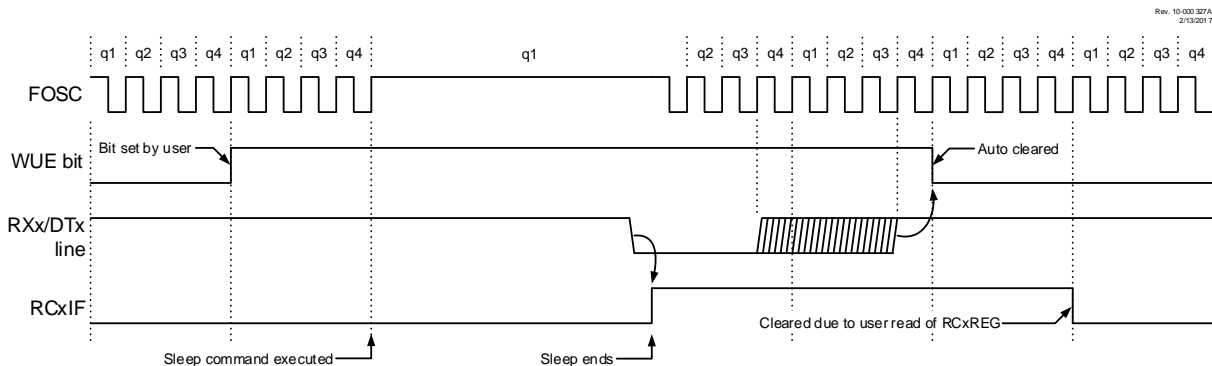 Rev. 10-000 327A
2/13/2017
q1 q2 q3 q4 q1 q2 q3 q4 q1 q2 q3 q4 q1 q2 q3 q4 q1 q2 q3 q4 q1 q2 q3 q4
FOSC
Bit set by user
WUE bit
Auto cleared
RXx/DTx
line
RCxIF
Cleared due to user read of RCxREG
Sleep command executed
Sleep ends